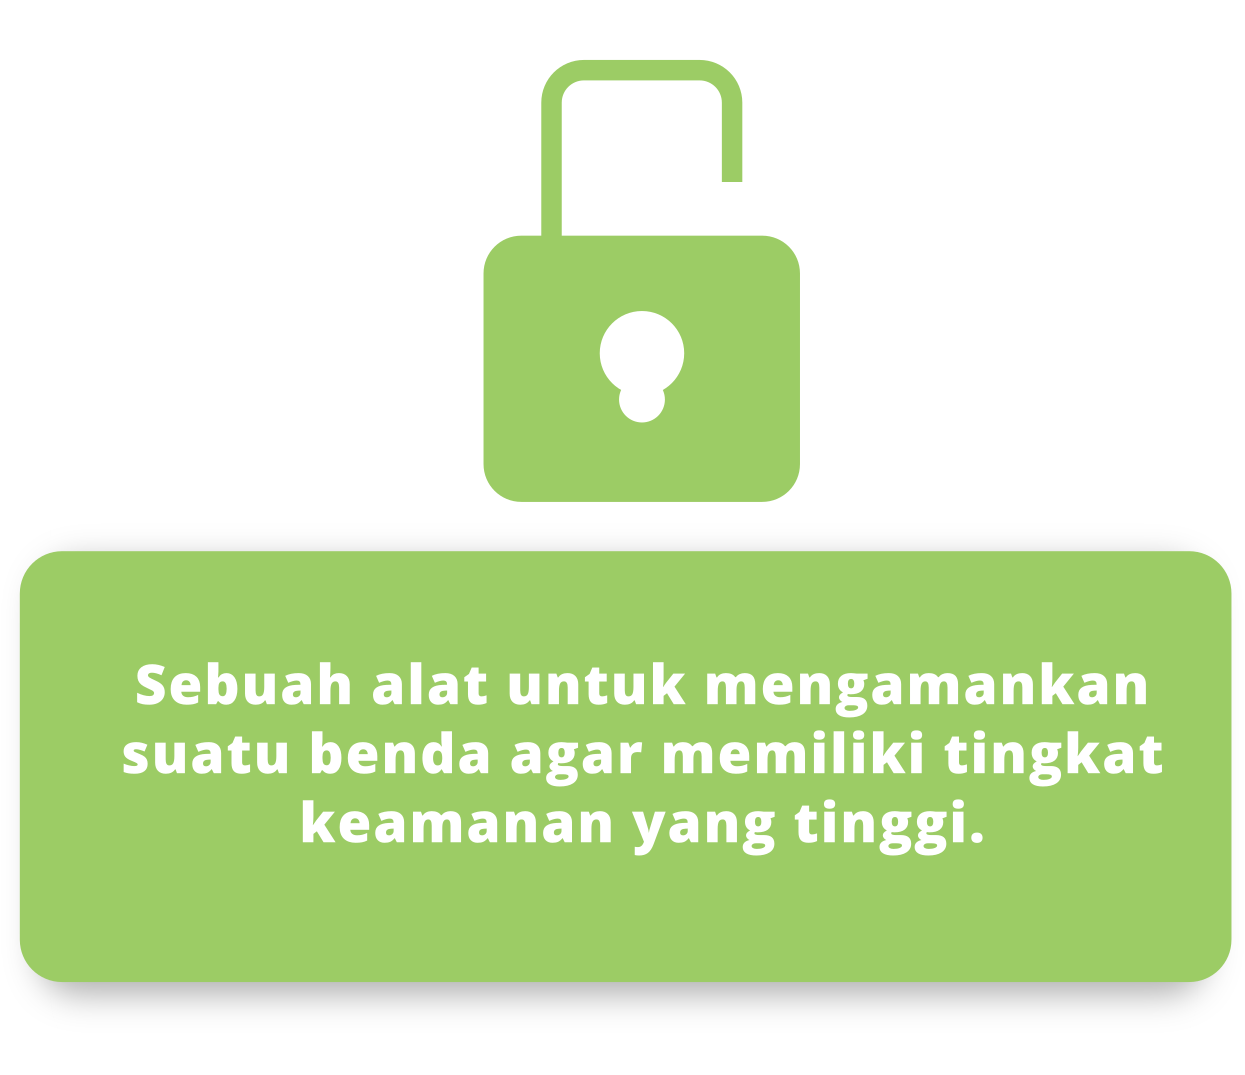 Sebuah alat untuk mengamankan
suatu benda agar memiliki tingkat
keamanan yang tinggi.